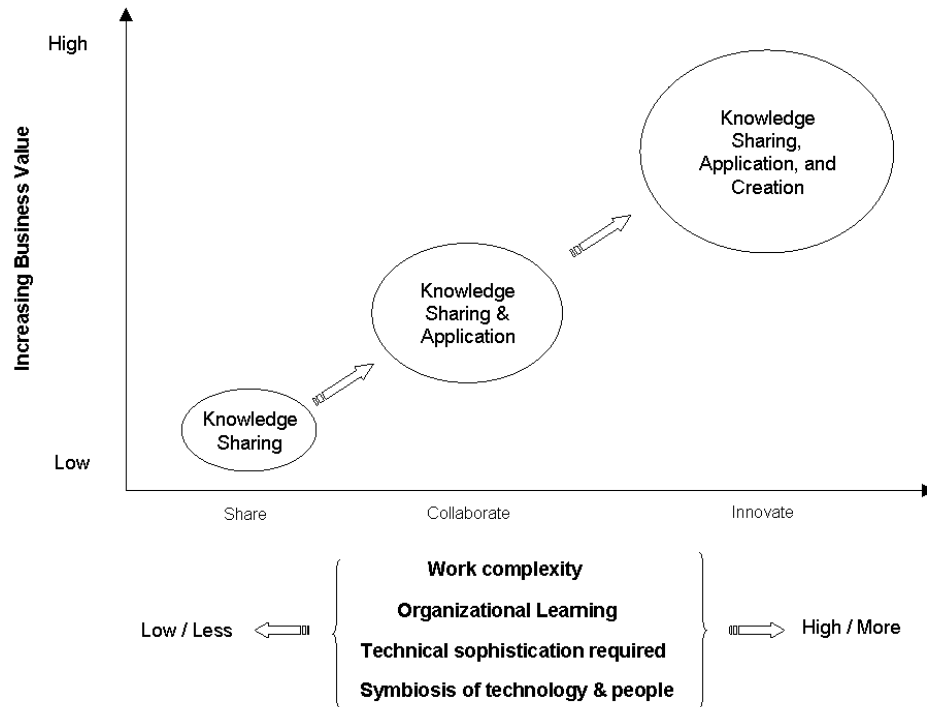 High
Increasing Business Value
Low
Knowledge
Sharing,
Application, and
Creation
Knowledge
Sharing &
Application
Knowledge
Sharing
Share
Collaborate
Innovate
Work complexity
Organizational Learning
Technical sophistication required
Symbiosis of technology & people
Low / Less
High / More